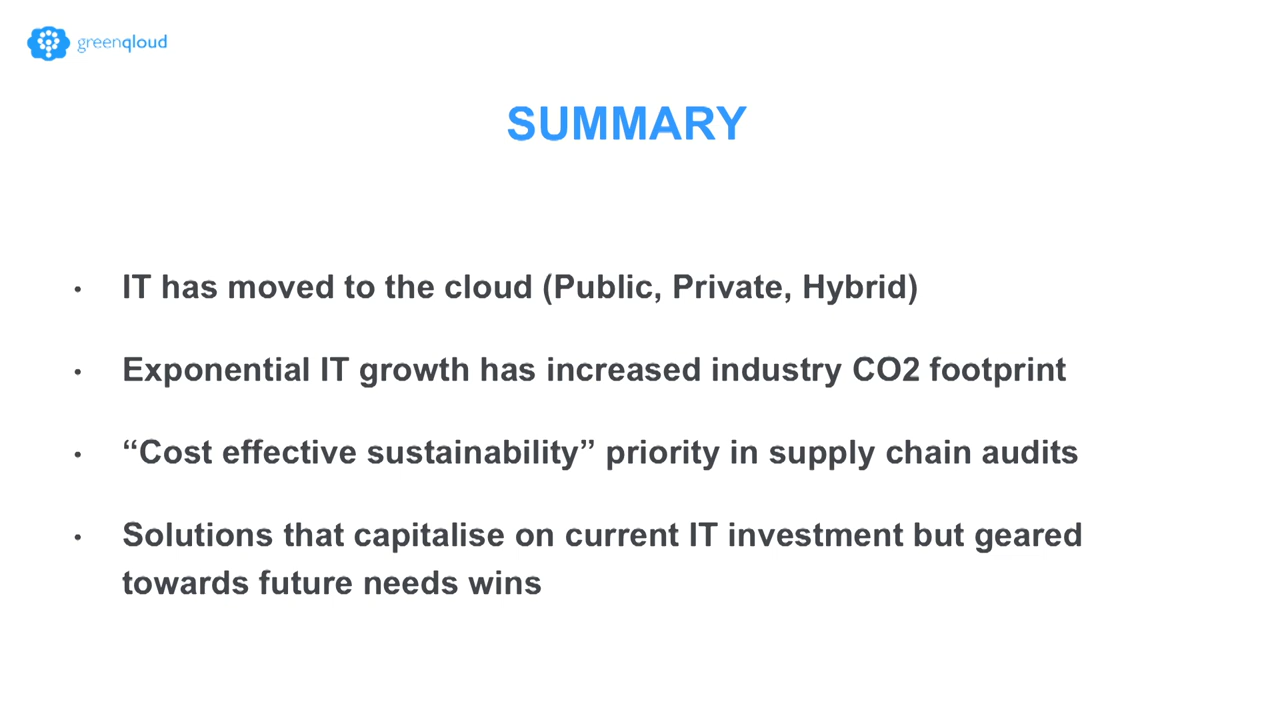 greenqloud
SUMMARY
• IT has moved to the cloud (Public, Private, Hybrid)
• Exponential IT growth has increased industry CO2 footprint
• “Cost effective sustainability” priority in supply chain audits
• Solutions that capitalise on current IT investment but geared
towards future needs wins